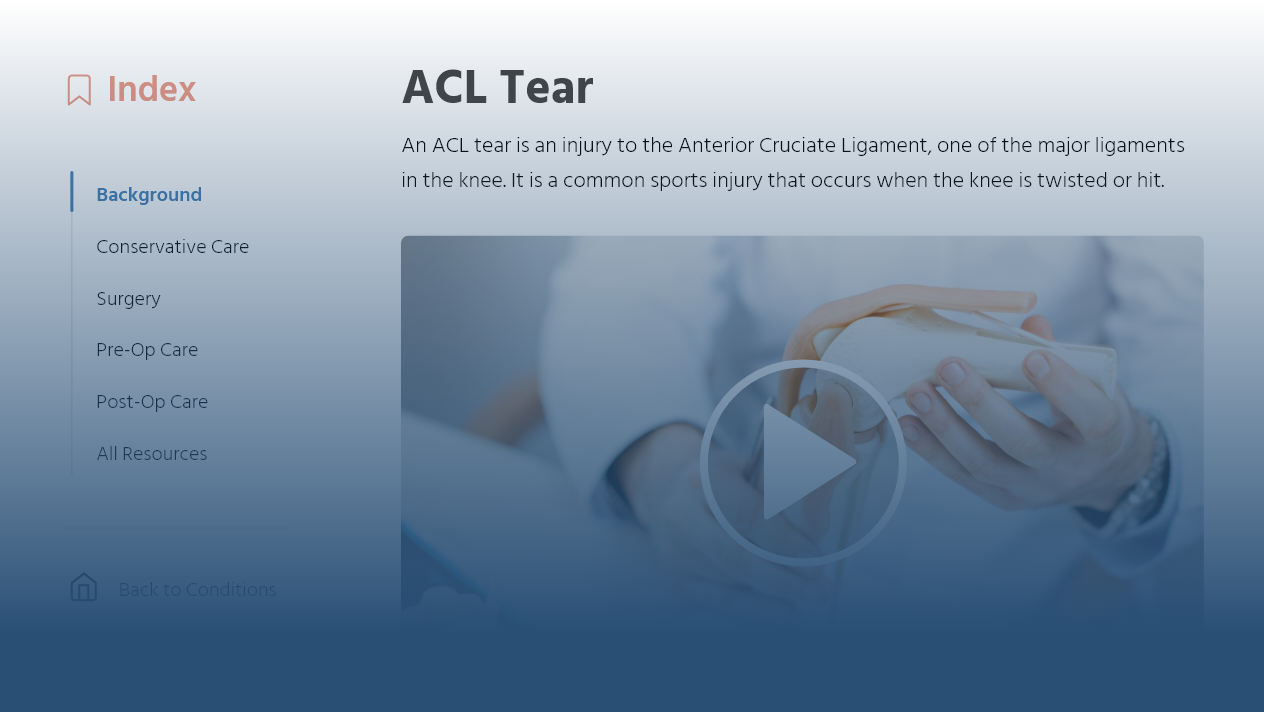 Index
Background
Conservative Care
Surgery
Pre-Op Care
Post-Op Care
All Resources
Back to Conditions
ACL Tear
An ACL tear is an injury to the Anterior Cruciate Ligament, one of the major ligaments
in the knee. It is a common sports injury that occurs when the knee is twisted or hit.